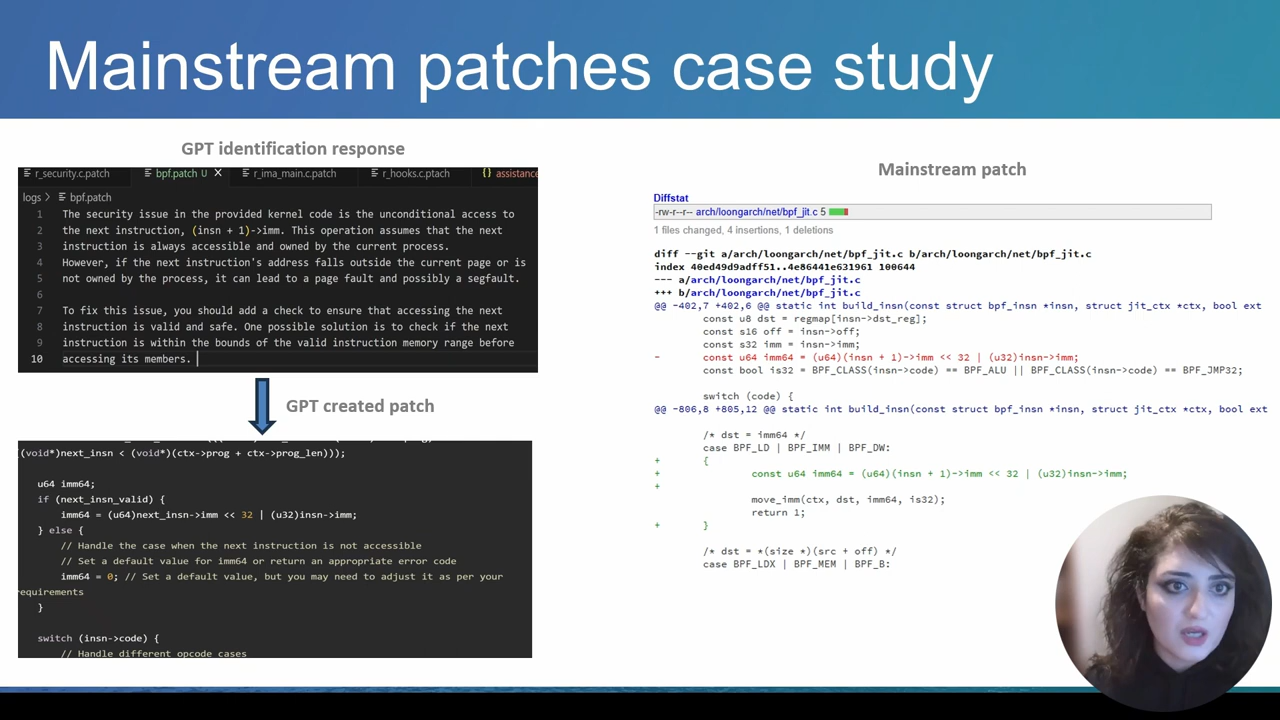 Mainstream patches case study
GPT identification response
r_security.c.patch
bpf.patch U X
r_ima_main.c.patch
r_hooks.c.ptach
{} assistance
logs > bpf.patch
1 The security issue in the provided kernel code is the unconditional access to
2 the next instruction, (insn + 1)->imm. This operation assumes that the next
3 instruction is always accessible and owned by the current process.
4 However, if the next instruction's address falls outside the current page or is
5 not owned by the process, it can lead to a page fault and possibly a segfault.
6
7 To fix this issue, you should add a check to ensure that accessing the next
8 instruction is valid and safe. One possible solution is to check if the next
9 instruction is within the bounds of the valid instruction memory range before
10 accessing its members.
GPT created patch
(void*)next_insn < (void*)(ctx->prog + ctx->prog_len)));
u64 imm64;
if (next_insn_valid) {
imm64 = (u64)next_insn->imm << 32 | (u32)insn->imm;
} else {
// Handle the case when the next instruction is not accessible
// Set a default value for imm64 or return an appropriate error code
imm64 = 0; // Set a default value, but you may need to adjust it as per your
equirements
}
switch (insn->code) {
// Handle different opcode cases
Mainstream patch
Diffstat
-rw-r--r-- arch/loongarch/net/bpf_jit.c 5
1 files changed, 4 insertions, 1 deletions
diff --git a/arch/loongarch/net/bpf_jit.c b/arch/loongarch/net/bpf_jit.c
index 40ed49d9adff51..4e86441e631961 100644
--- a/arch/loongarch/net/bpf_jit.c
+++ b/arch/loongarch/net/bpf_jit.c
@@ -402,7 +402,6 @@ static int build_insn(const struct bpf_insn *insn, struct jit_ctx *ctx, bool ext
const u8 dst = regmap[insn->dst_reg];
const s16 off = insn->off;
const s32 imm = insn->imm;
- const u64 imm64 = (u64)(insn + 1)->imm << 32 | (u32)insn->imm;
const bool is32 = BPF_CLASS(insn->code) == BPF_ALU || BPF_CLASS(insn->code) == BPF_JMP32;
switch (code) {
@@ -806,8 +805,12 @@ static int build_insn(const struct bpf_insn *insn, struct jit_ctx *ctx, bool ext
/* dst = imm64 */
case BPF_LD | BPF_IMM | BPF_DW:
+ {
+ const u64 imm64 = (u64)(insn + 1)->imm << 32 | (u32)insn->imm;
+
move_imm(ctx, dst, imm64, is32);
return 1;
+ }
/* dst = *(size *)(src + off) */
case BPF_LDX | BPF_MEM | BPF_B: